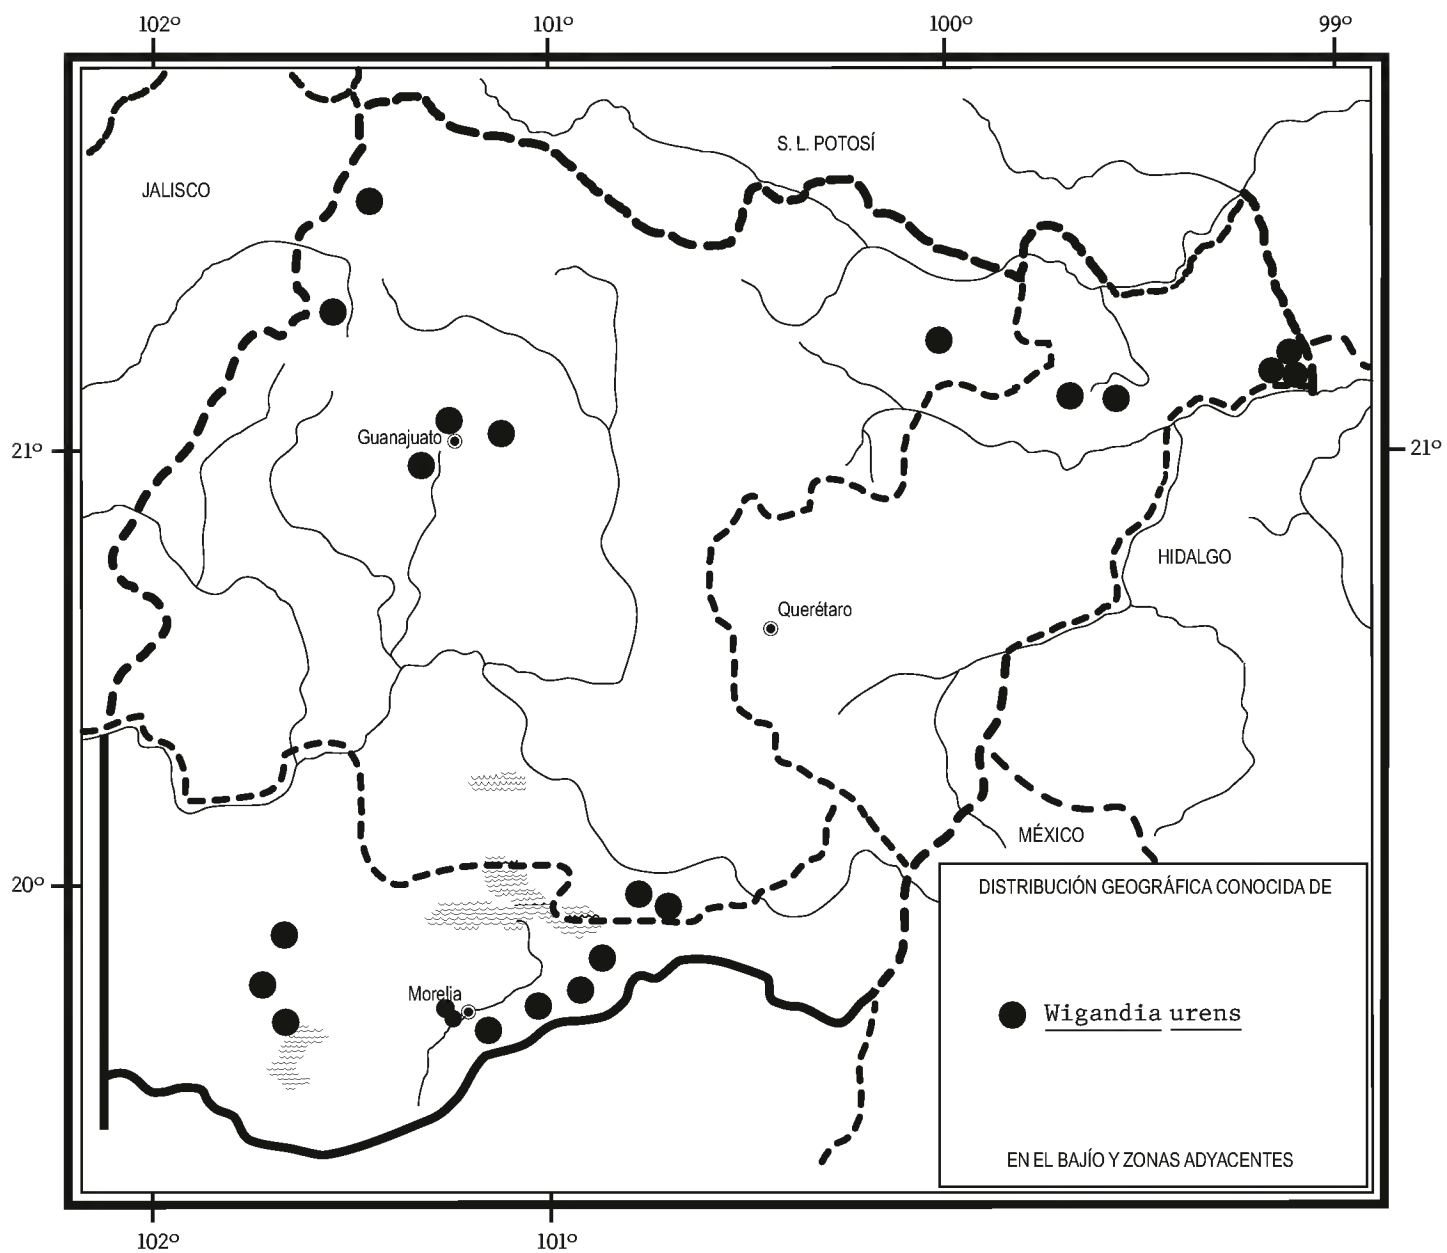 102º 101º 100º 99º
S. L. POTOSÍ
JALISCO
Guanajuato
21º 21º
HIDALGO
Querétaro
MÉXICO
20º
DISTRIBUCIÓN GEOGRÁFICA CONOCIDA DE
Morelia
Wigandia urens
EN EL BAJÍO Y ZONAS ADYACENTES
102º 101º